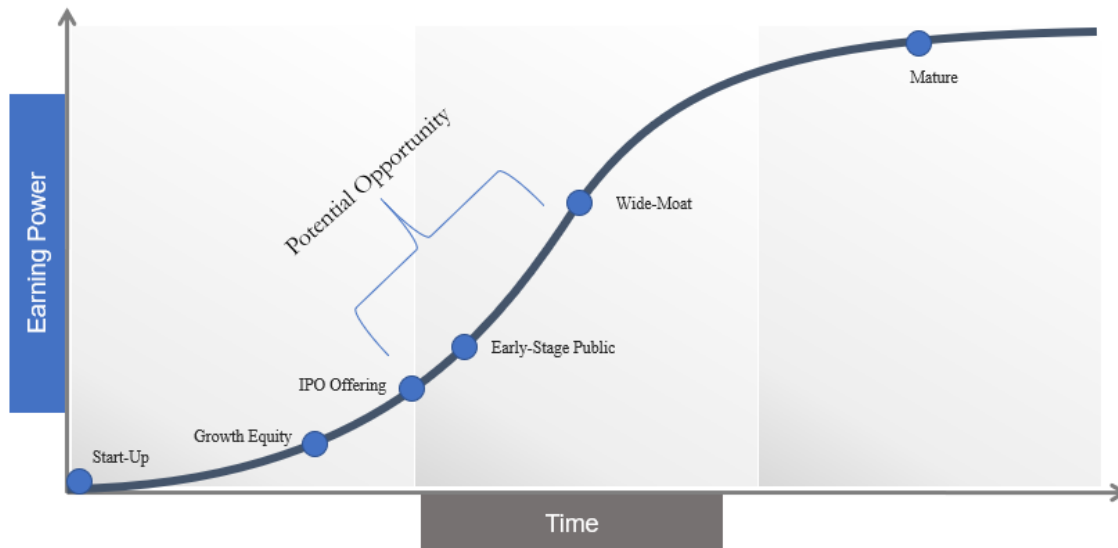 Earning Power
Potential Opportunity
Mature
Wide-Moat
Early-Stage Public
IPO Offering
Growth Equity
Start-Up
Time